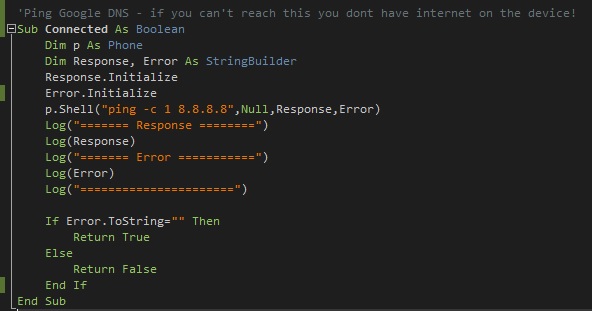 'Ping Google DNS - if you can't reach this you dont have internet on the device!
Sub Connected As Boolean
Dim p As Phone
Dim Response, Error As StringBuilder
Response.Initialize
Error.Initialize
p.Shell("ping -c 1 8.8.8.8",Null,Response,Error)
Log("======= Response ========")
Log(Response)
Log("======= Error ===========")
Log(Error)
Log("======================")
If Error.ToString="" Then
Return True
Else
Return False
End If
End Sub